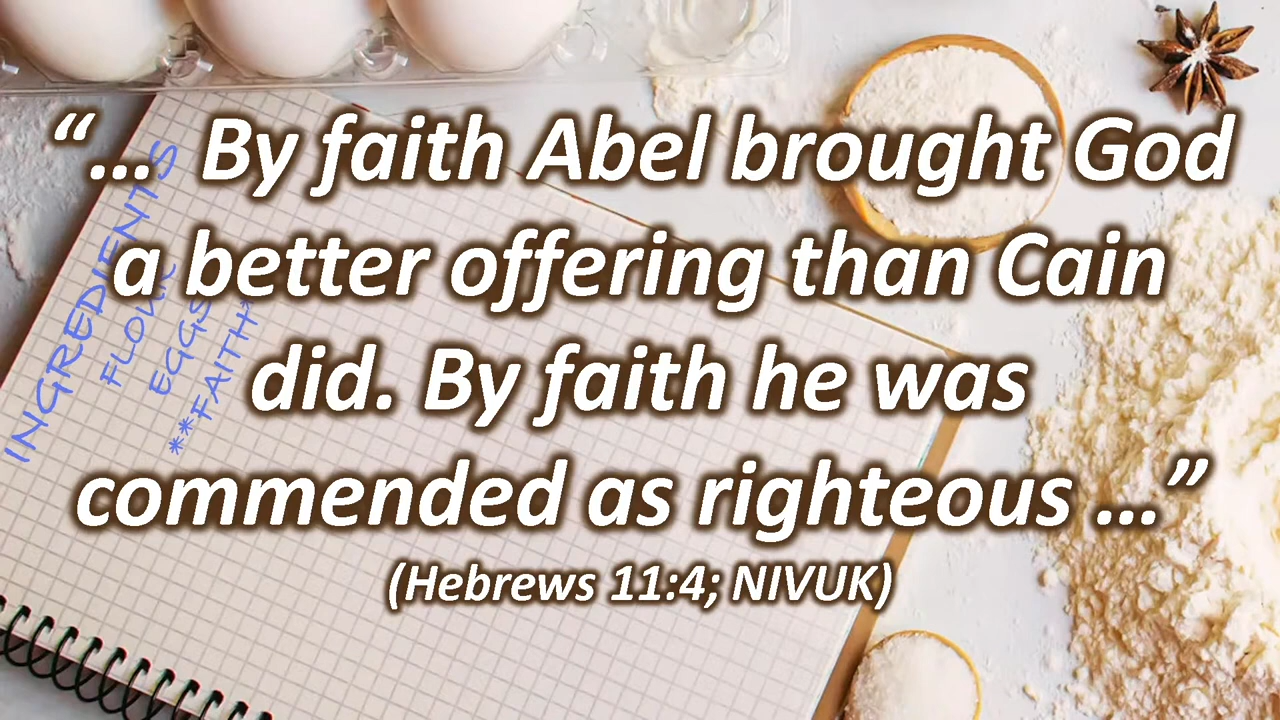 “… By faith Abel brought God
a better offering than Cain
did. By faith he was
commended as righteous …”
(Hebrews 11:4; NIVUK)
INGREDIENTS
FLOUR
EGGS
**FAITH*